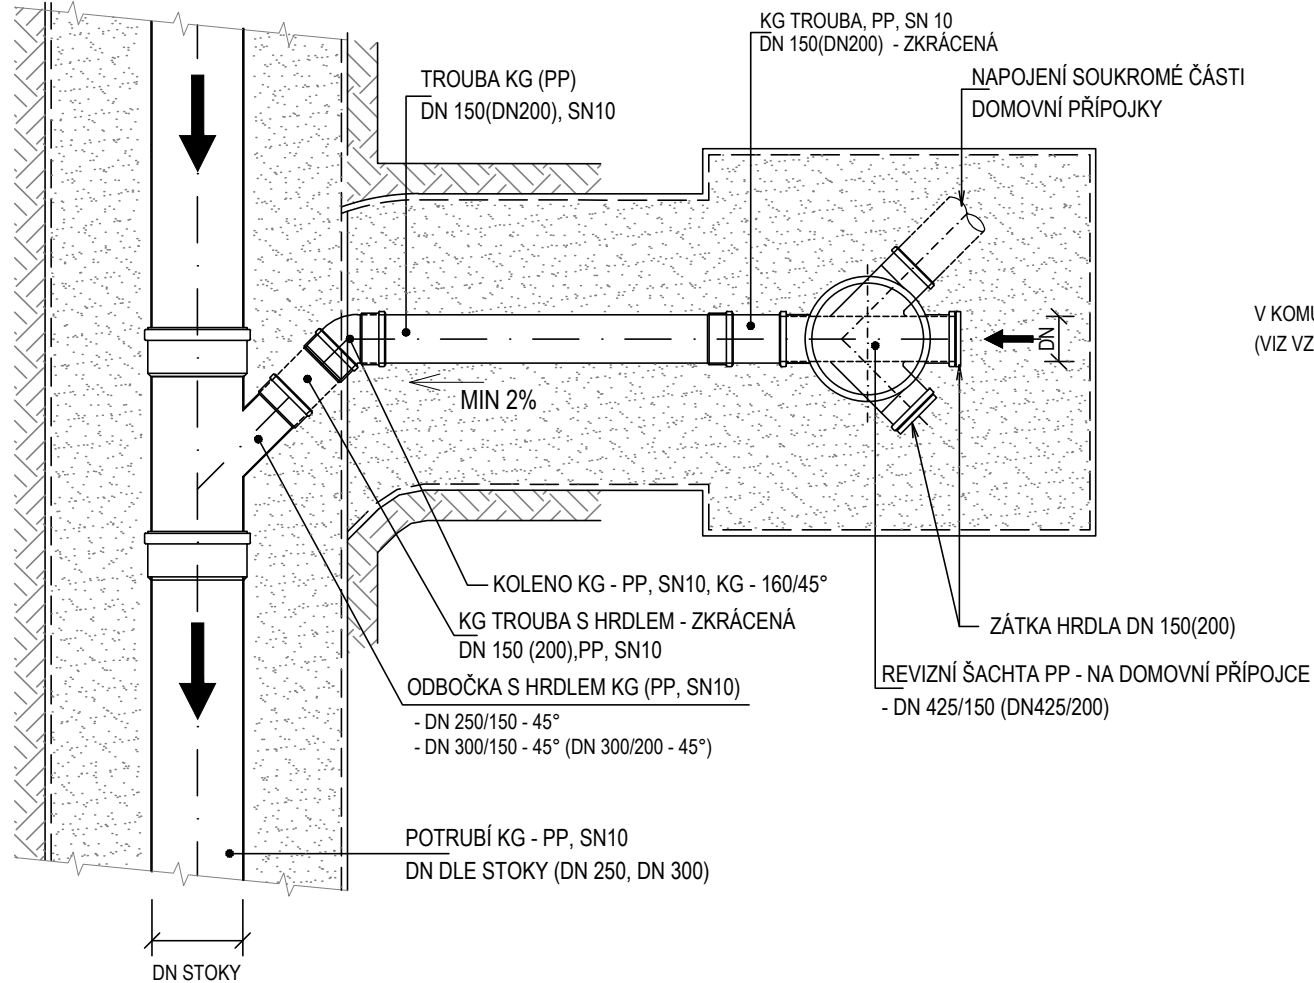 KG TROUBA, PP, SN 10
DN 150(DN200) - ZKRÁCENÁ
TROUBA KG (PP)
DN 150(DN200), SN10
NAPOJENÍ SOUKROMÉ ČÁSTI
DOMOVNÍ PŘÍPOJKY
V KOMU
(VIZ VZ
DN
MIN 2%
KOLENO KG - PP, SN10, KG - 160/45°
KG TROUBA S HRDLEM - ZKRÁCENÁ
DN 150 (200),PP, SN10
ZÁTKA HRDLA DN 150(200)
REVIZNÍ ŠACHTA PP - NA DOMOVNÍ PŘÍPOJCE
- DN 425/150 (DN425/200)
ODBOČKA S HRDLEM KG (PP, SN10)
- DN 250/150 - 45°
- DN 300/150 - 45° (DN 300/200 - 45°)
POTRUBÍ KG - PP, SN10
DN DLE STOKY (DN 250, DN 300)
DN STOKY